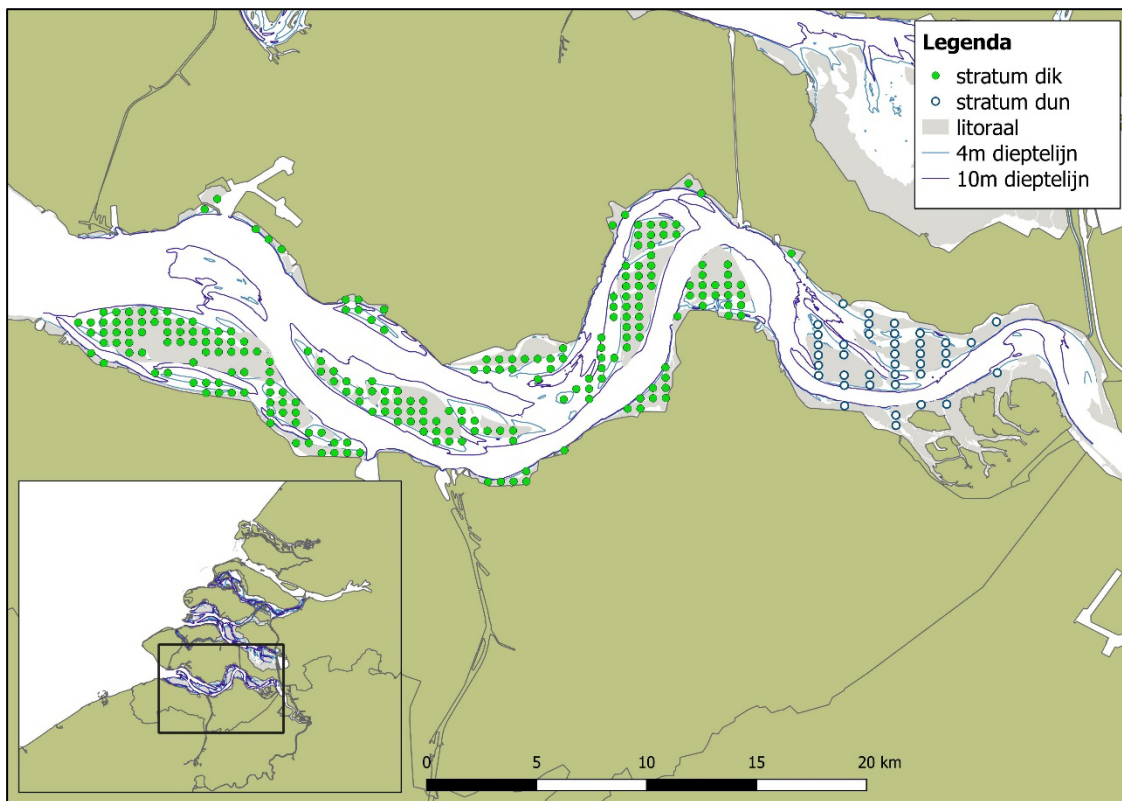 Legenda
stratum dik
stratum dun
litoraal
4m dieptelijn
10m dieptelijn
0 5 10 15 20 km